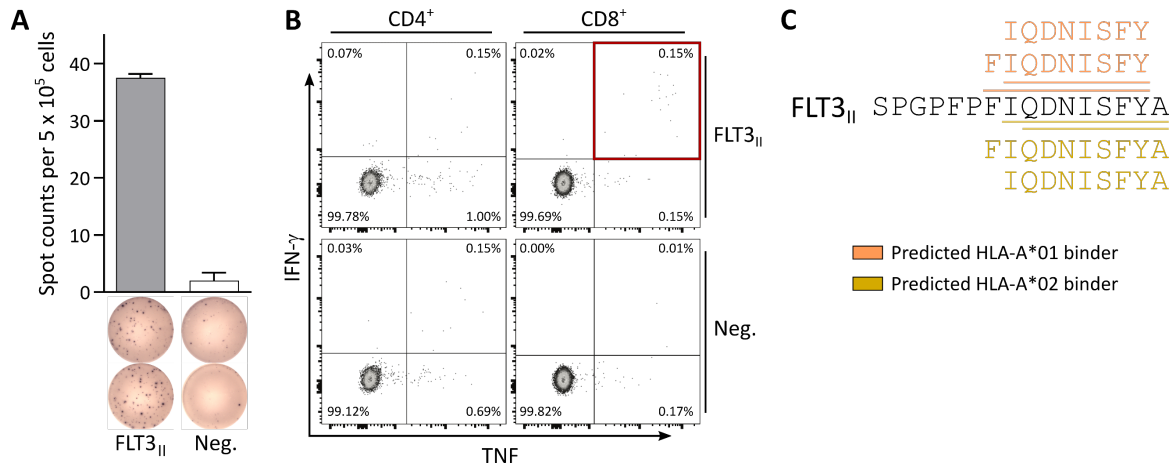 A
Spot counts per 5 x 10⁵ cells
40
30
20
10
0
FLT3II
Neg.
B
CD4⁺
CD8⁺
0.07%
0.15%
0.02%
0.15%
99.78%
1.00%
99.69%
0.15%
FLT3II
0.03%
0.15%
0.00%
0.01%
99.12%
0.69%
99.82%
0.17%
Neg.
IFN-γ
TNF
C
IQDNISFY
FIQDNISFY
FLT3II SPGPFPFIQDNISFYA
FIQDNISFYA
IQDNISFYA
Predicted HLA-A*01 binder
Predicted HLA-A*02 binder